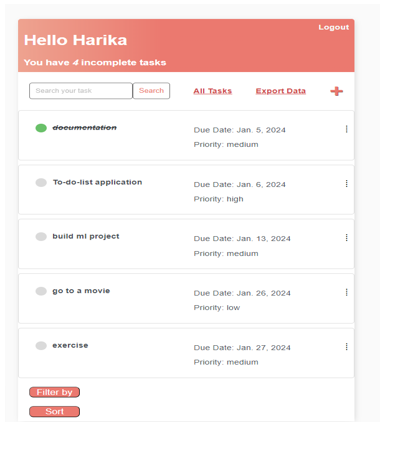 Logout
Hello Harika
You have 4 incomplete tasks
Search your task Search All Tasks Export Data
documentation
Due Date: Jan. 5, 2024
Priority: medium
To-do-list application
Due Date: Jan. 6, 2024
Priority: high
build ml project
Due Date: Jan. 13, 2024
Priority: medium
go to a movie
Due Date: Jan. 26, 2024
Priority: low
exercise
Due Date: Jan. 27, 2024
Priority: medium
Filter by
Sort